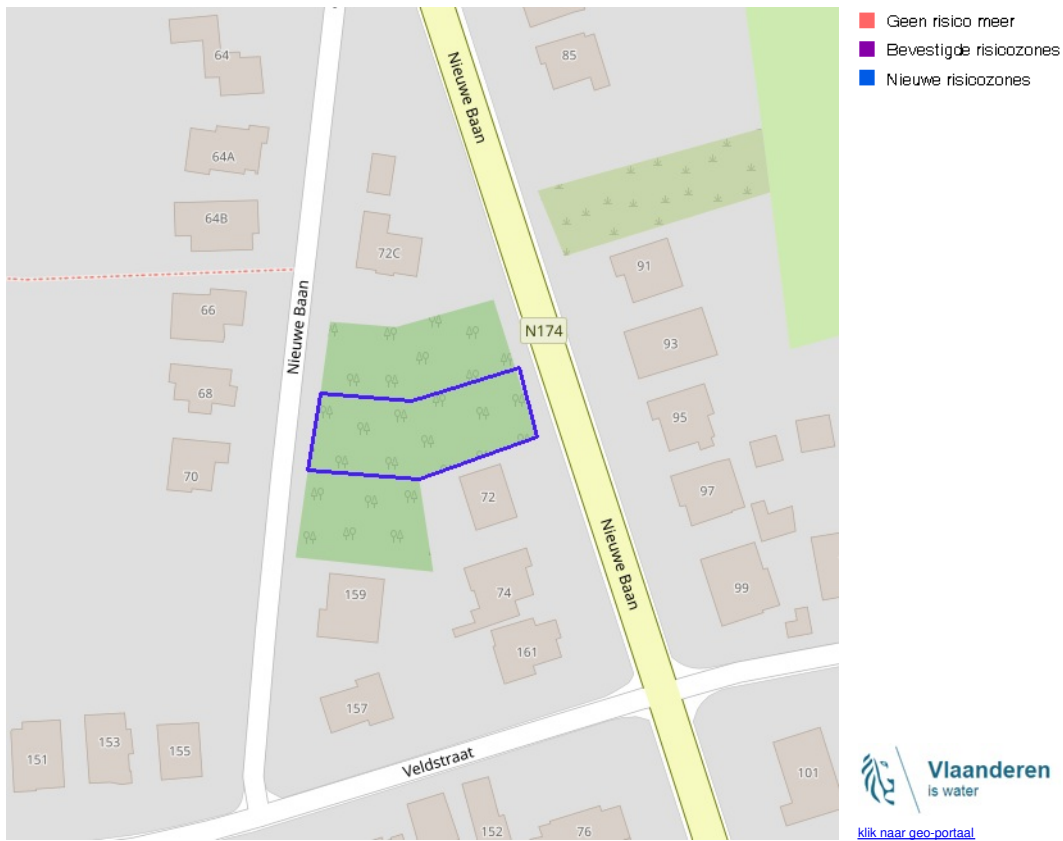 64
64A
64B
66
68
70
72C
Nieuwe Baan
Nieuwe Baan
N174
85
91
93
95
97
99
72
74
161
159
157
Nieuwe Baan
Veldstraat
151
153
155
152
76
101
Geen risico meer
Bevestigde risicozones
Nieuwe risicozones
Vlaanderen
is water
klik naar geo-portaal